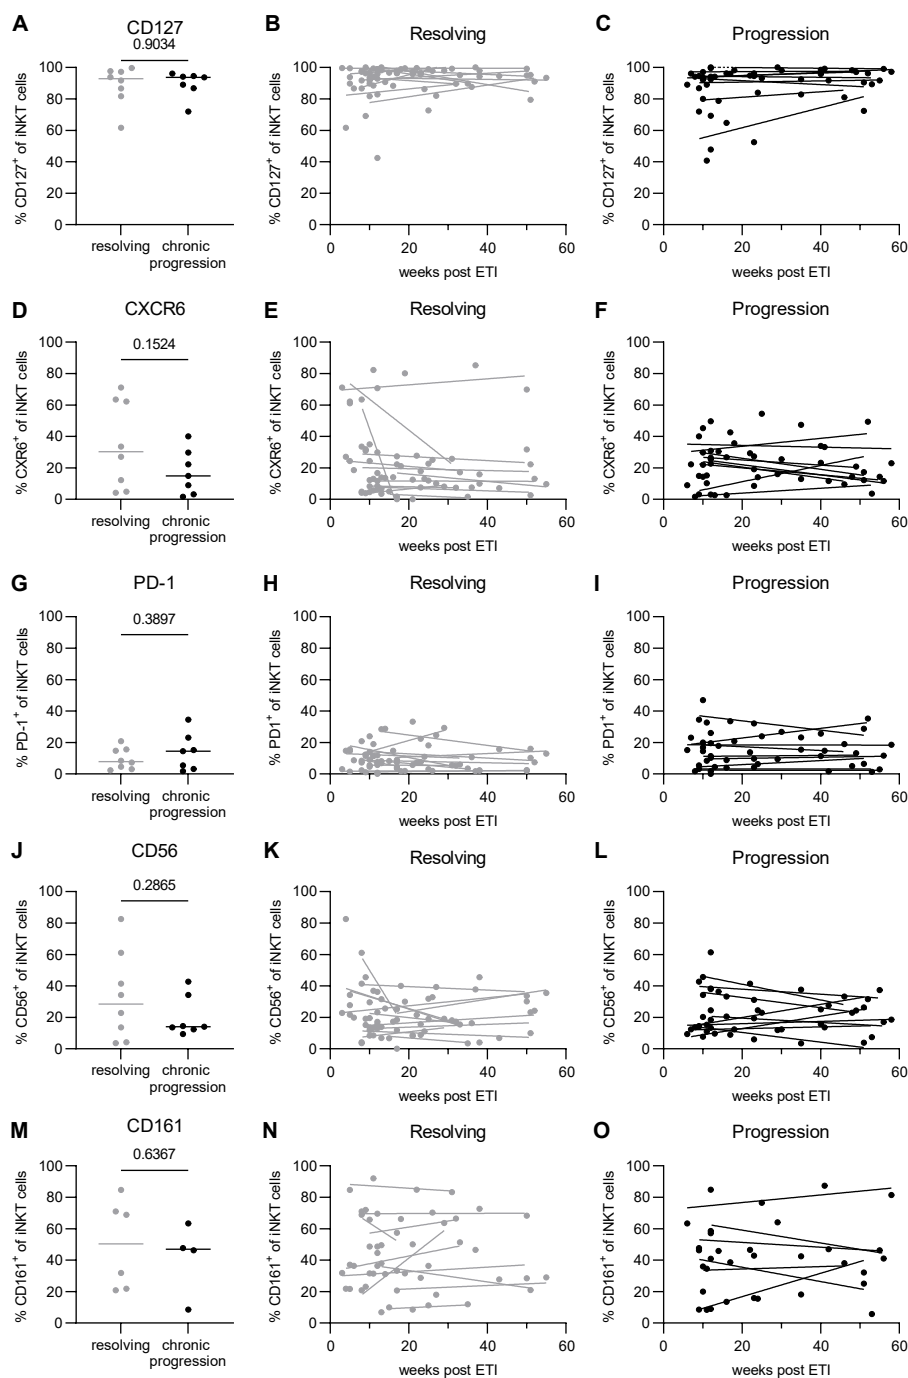 A
CD127
0.9034
% CD127+ of iNKT cells
100
80
60
40
20
0
resolving
chronic
progression
B
Resolving
% CD127+ of iNKT cells
100
80
60
40
20
0
0 20 40 60
weeks post ETI
C
Progression
% CD127+ of iNKT cells
100
80
60
40
20
0
0 20 40 60
weeks post ETI
D
CXCR6
0.1524
% CXR6+ of iNKT cells
100
80
60
40
20
0
resolving
chronic
progression
E
Resolving
% CXR6+ of iNKT cells
100
80
60
40
20
0
0 20 40 60
weeks post ETI
F
Progression
% CXR6+ of iNKT cells
100
80
60
40
20
0
0 20 40 60
weeks post ETI
G
PD-1
0.3897
% PD-1+ of iNKT cells
100
80
60
40
20
0
resolving
chronic
progression
H
Resolving
% PD1+ of iNKT cells
100
80
60
40
20
0
0 20 40 60
weeks post ETI
I
Progression
% PD1+ of iNKT cells
100
80
60
40
20
0
0 20 40 60
weeks post ETI
J
CD56
0.2865
% CD56+ of iNKT cells
100
80
60
40
20
0
resolving
chronic
progression
K
Resolving
% CD56+ of iNKT cells
100
80
60
40
20
0
0 20 40 60
weeks post ETI
L
Progression
% CD56+ of iNKT cells
100
80
60
40
20
0
0 20 40 60
weeks post ETI
M
CD161
0.6367
% CD161+ of iNKT cells
100
80
60
40
20
0
resolving
chronic
progression
N
Resolving
% CD161+ of iNKT cells
100
80
60
40
20
0
0 20 40 60
weeks post ETI
O
Progression
% CD161+ of iNKT cells
100
80
60
40
20
0
0 20 40 60
weeks post ETI